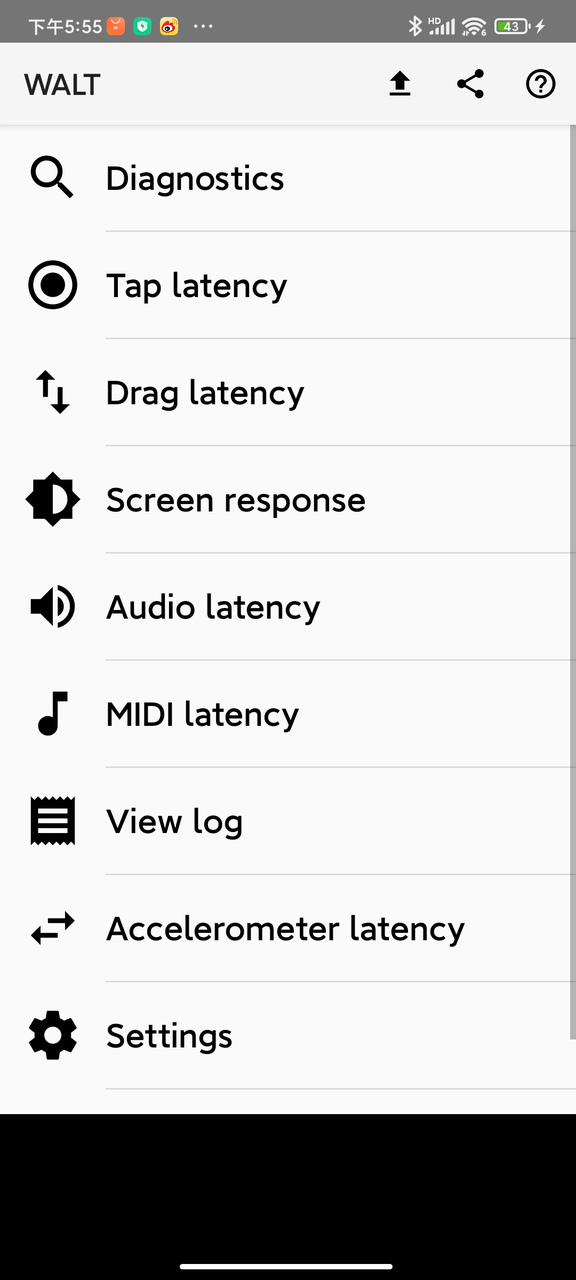 下午5:55 ... HD 6 43
WALT
Diagnostics
Tap latency
Drag latency
Screen response
Audio latency
MIDI latency
View log
Accelerometer latency
Settings